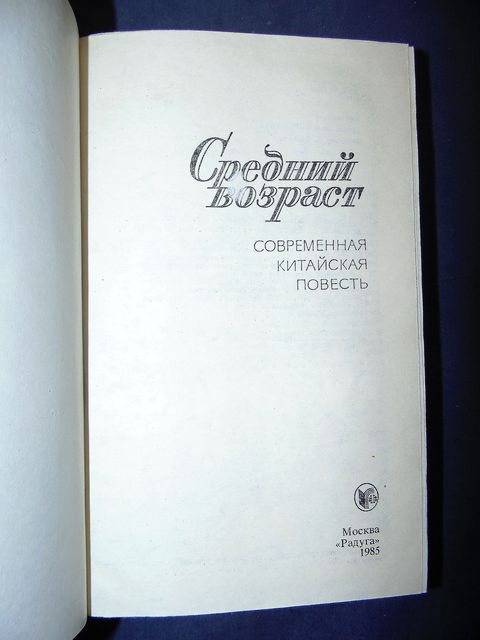 Средний
возраст
СОВРЕМЕННАЯ
КИТАЙСКАЯ
ПОВЕСТЬ
Москва
«Радуга»
1985